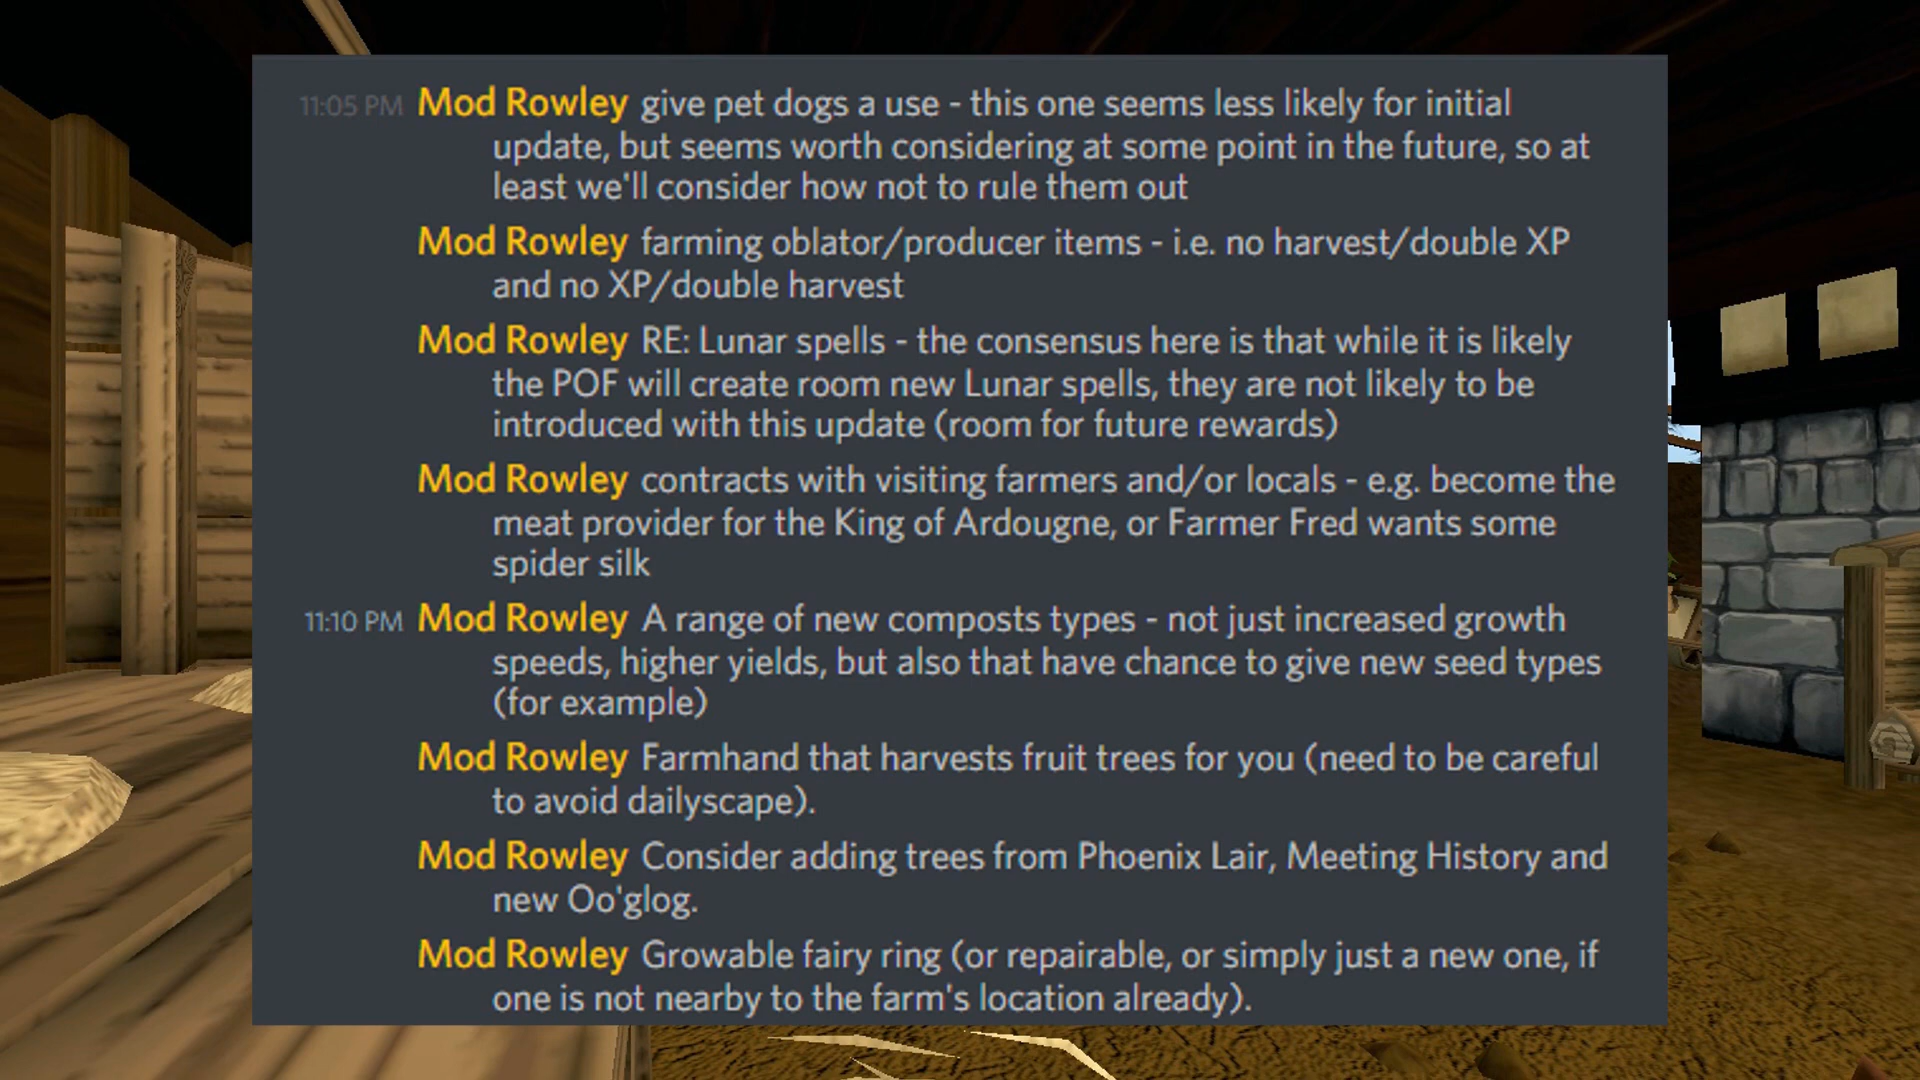 11:05 PM Mod Rowley give pet dogs a use - this one seems less likely for initial
update, but seems worth considering at some point in the future, so at
least we'll consider how not to rule them out
Mod Rowley farming oblator/producer items - i.e. no harvest/double XP
and no XP/double harvest
Mod Rowley RE: Lunar spells - the consensus here is that while it is likely
the POF will create room new Lunar spells, they are not likely to be
introduced with this update (room for future rewards)
Mod Rowley contracts with visiting farmers and/or locals - e.g. become the
meat provider for the King of Ardougne, or Farmer Fred wants some
spider silk
11:10 PM Mod Rowley A range of new composts types - not just increased growth
speeds, higher yields, but also that have chance to give new seed types
(for example)
Mod Rowley Farmhand that harvests fruit trees for you (need to be careful
to avoid dailyscape).
Mod Rowley Consider adding trees from Phoenix Lair, Meeting History and
new Oo'glog.
Mod Rowley Growable fairy ring (or repairable, or simply just a new one, if
one is not nearby to the farm's location already).